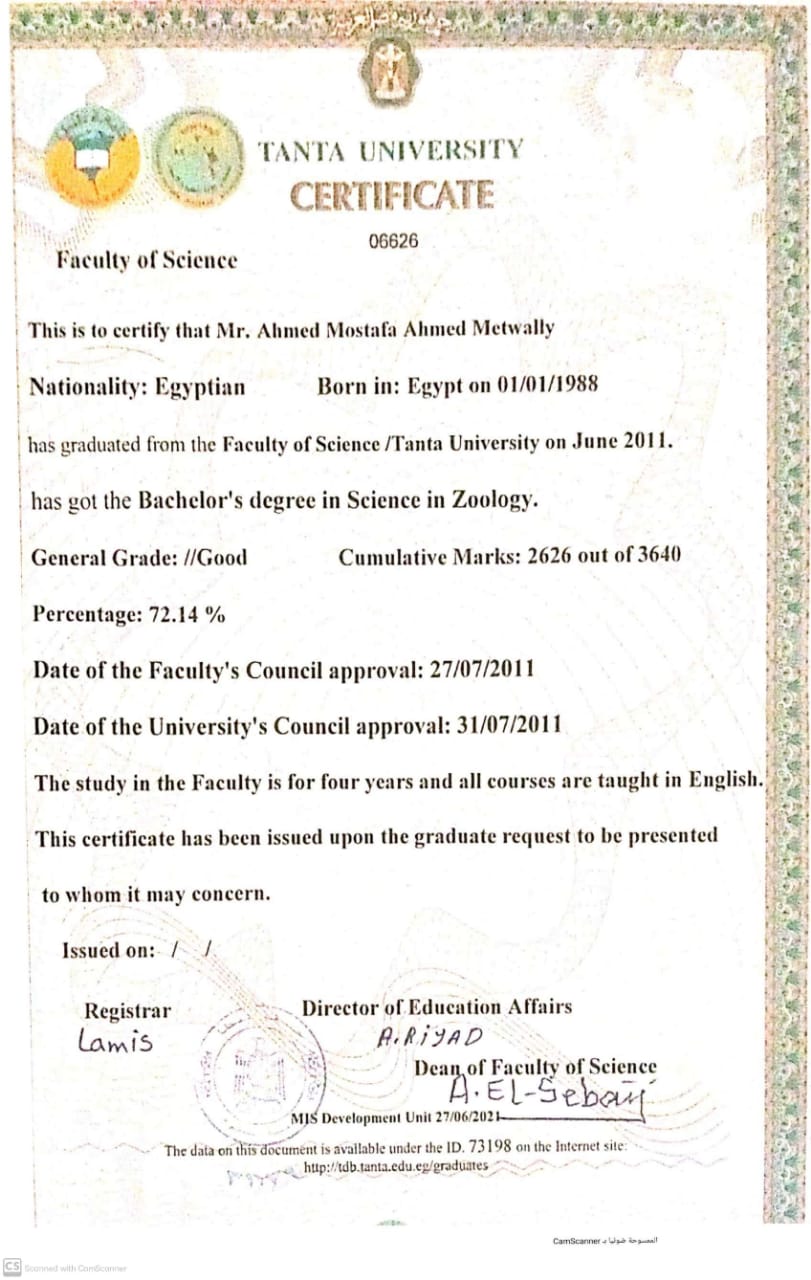 جمهورية مصر العربية
TANTA UNIVERSITY
CERTIFICATE
06626
Faculty of Science
This is to certify that Mr. Ahmed Mostafa Ahmed Metwally
Nationality: Egyptian Born in: Egypt on 01/01/1988
has graduated from the Faculty of Science /Tanta University on June 2011.
has got the Bachelor's degree in Science in Zoology.
General Grade: //Good Cumulative Marks: 2626 out of 3640
Percentage: 72.14 %
Date of the Faculty's Council approval: 27/07/2011
Date of the University's Council approval: 31/07/2011
The study in the Faculty is for four years and all courses are taught in English.
This certificate has been issued upon the graduate request to be presented
to whom it may concern.
Issued on: / /
Registrar Director of Education Affairs
Lamis A.RiYAD
Dean of Faculty of Science
A.EL-Sebaiy
MIS Development Unit 27/06/2021
The data on this document is available under the ID. 73198 on the Internet site:
http://tdb.tanta.edu.eg/graduates
الممسوحة ضوئيا بـ CamScanner
CS Scanned with CamScanner